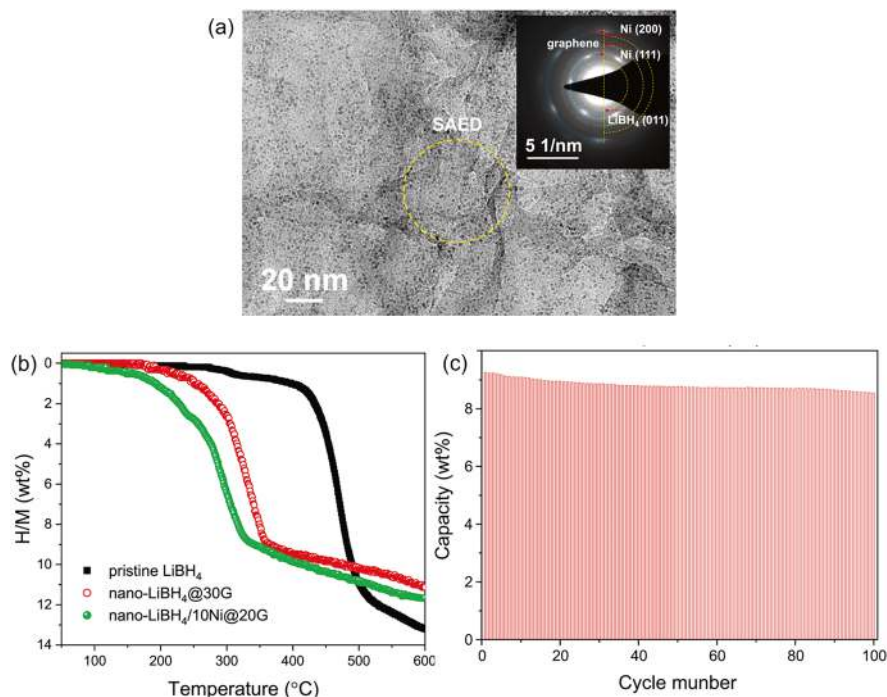 (a)
SAED
20 nm
Ni (200)
graphene
Ni (111)
LiBH₄ (011)
5 1/nm
(b)
0
2
4
6
8
10
12
14
H/M (wt%)
pristine LiBH₄
nano-LiBH₄@30G
nano-LiBH₄/10Ni@20G
100 200 300 400 500 600
Temperature (°C)
(c)
8
6
4
2
0
Capacity (wt%)
0 20 40 60 80 100
Cycle munber